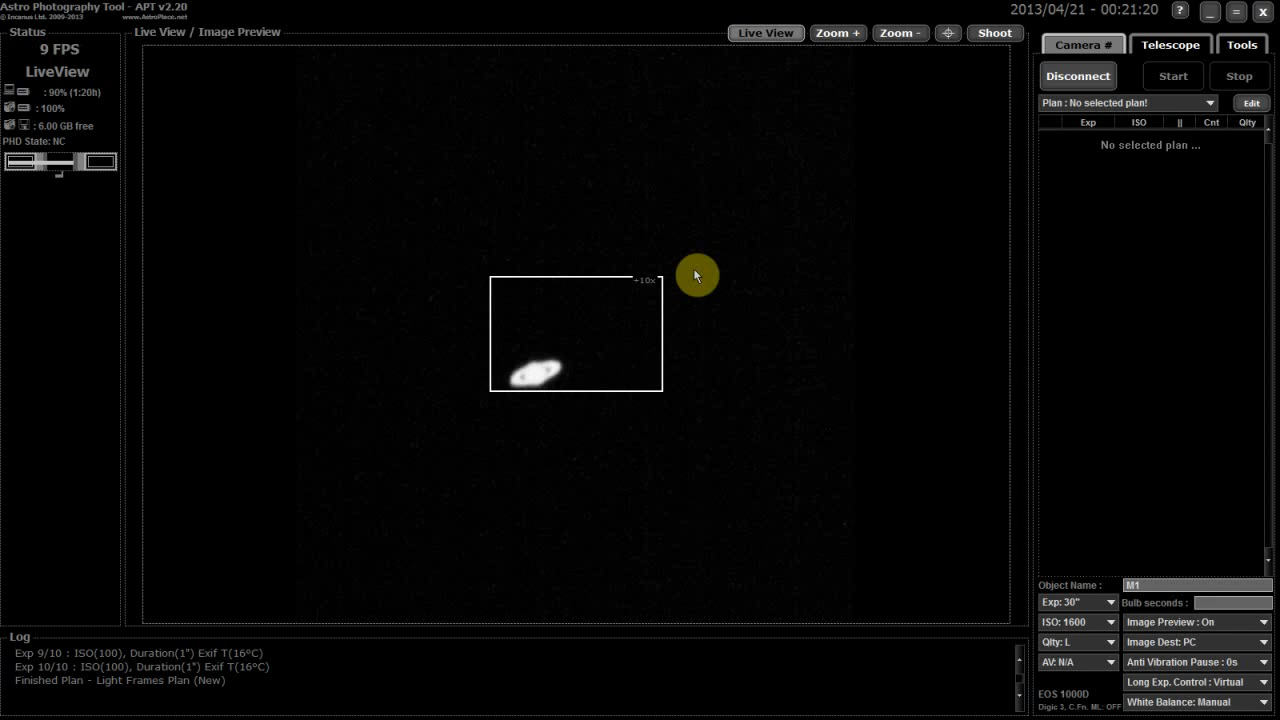 Astro Photography Tool - APT v2.20
© Incanus Ltd. 2009-2013 www.AstroPlace.net
2013/04/21 - 00:21:20 ? _ = x
Status
9 FPS
LiveView
: 90% (1:20h)
: 100%
: 6.00 GB free
PHD State: NC
Live View / Image Preview
Live View Zoom + Zoom - Shoot
+10x
Camera # Telescope Tools
Disconnect Start Stop
Plan : No selected plan! Edit
Exp ISO || Cnt Qlty
No selected plan ...
Object Name : M1
Exp: 30" Bulb seconds :
ISO: 1600 Image Preview : On
Qlty: L Image Dest: PC
AV: N/A Anti Vibration Pause : 0s
Long Exp. Control : Virtual
EOS 1000D
Digic 3, C.Fn. ML: OFF White Balance: Manual
Log
Exp 9/10 : ISO(100), Duration(1") Exif T(16°C)
Exp 10/10 : ISO(100), Duration(1") Exif T(16°C)
Finished Plan - Light Frames Plan (New)